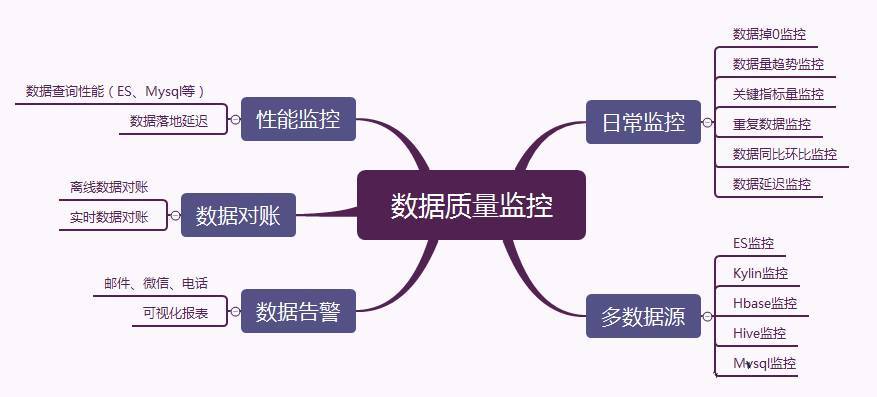 数据质量监控
性能监控
数据查询性能（ES、Mysql等）
数据落地延迟
数据对账
离线数据对账
实时数据对账
数据告警
邮件、微信、电话
可视化报表
日常监控
数据掉0监控
数据量趋势监控
关键指标量监控
重复数据监控
数据同比环比监控
数据延迟监控
多数据源
ES监控
Kylin监控
Hbase监控
Hive监控
Mysql监控